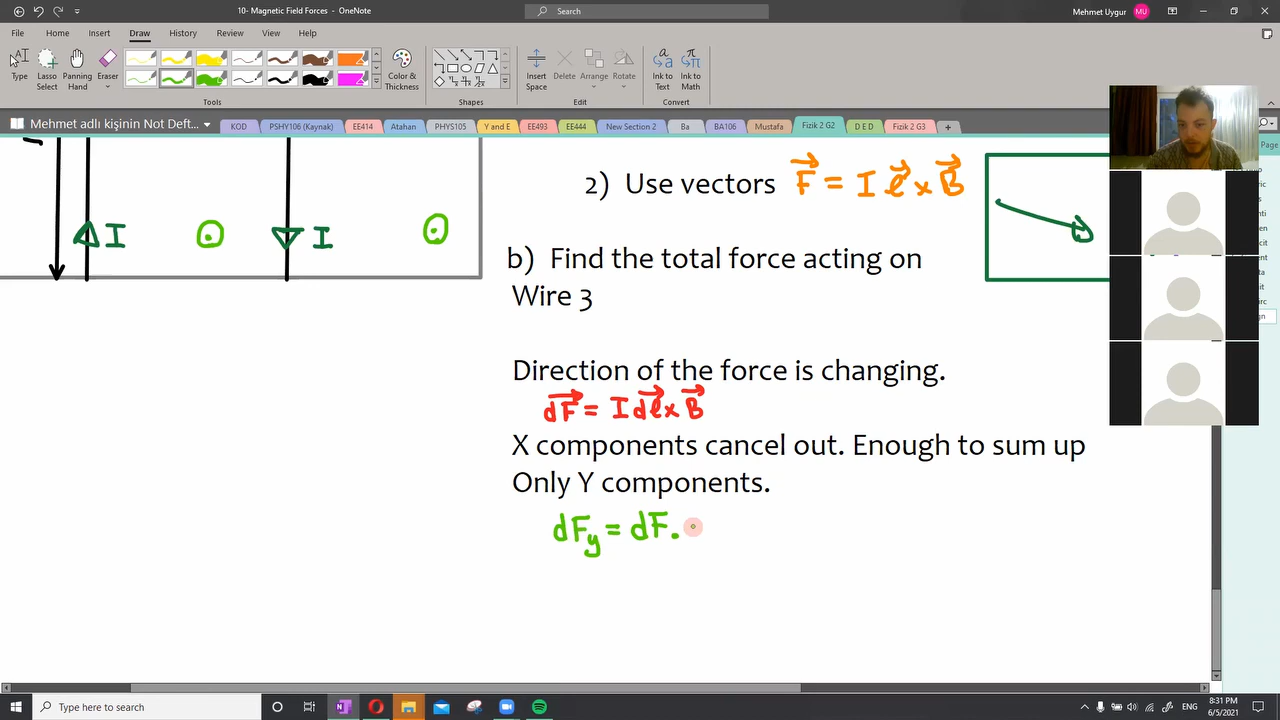 10- Magnetic Field Forces - OneNote
Search
Mehmet Uygur MU
File Home Insert Draw History Review View Help
Type Lasso Select Panning Hand Eraser
Color & Thickness
Insert Space Delete Arrange Rotate Ink to Text Ink to Math
Tools Shapes Edit Convert
Mehmet adlı kişinin Not Deft... KOD PSHY106 (Kaynak) EE414 Atahan PHYS105 Y and E EE493 EE444 New Section 2 Ba BA106 Mustafa Fizik 2 G2 D E D Fizik 2 G3
Page
2) Use vectors F⃗ = I l⃗ x B⃗
I I
b) Find the total force acting on
Wire 3
Direction of the force is changing.
dF⃗ = I dl⃗ x B⃗
X components cancel out. Enough to sum up
Only Y components.
dFy = dF.
Type here to search
ENG
8:31 PM
6/5/2021